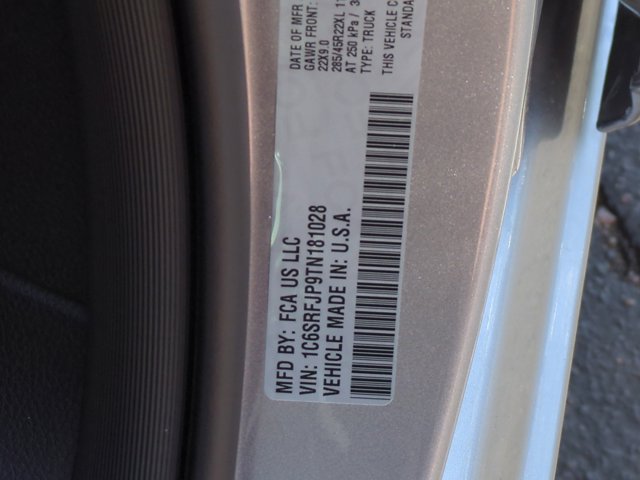 MFD BY: FCA US LLC
DATE OF MFR
VIN: 1C6SRFJP9TN181028
GAWR FRONT:
VEHICLE MADE IN: U.S.A.
22X9.0
285/45R22XL
AT 250 kPa /
TYPE: TRUCK
THIS VEHICLE
STANDA